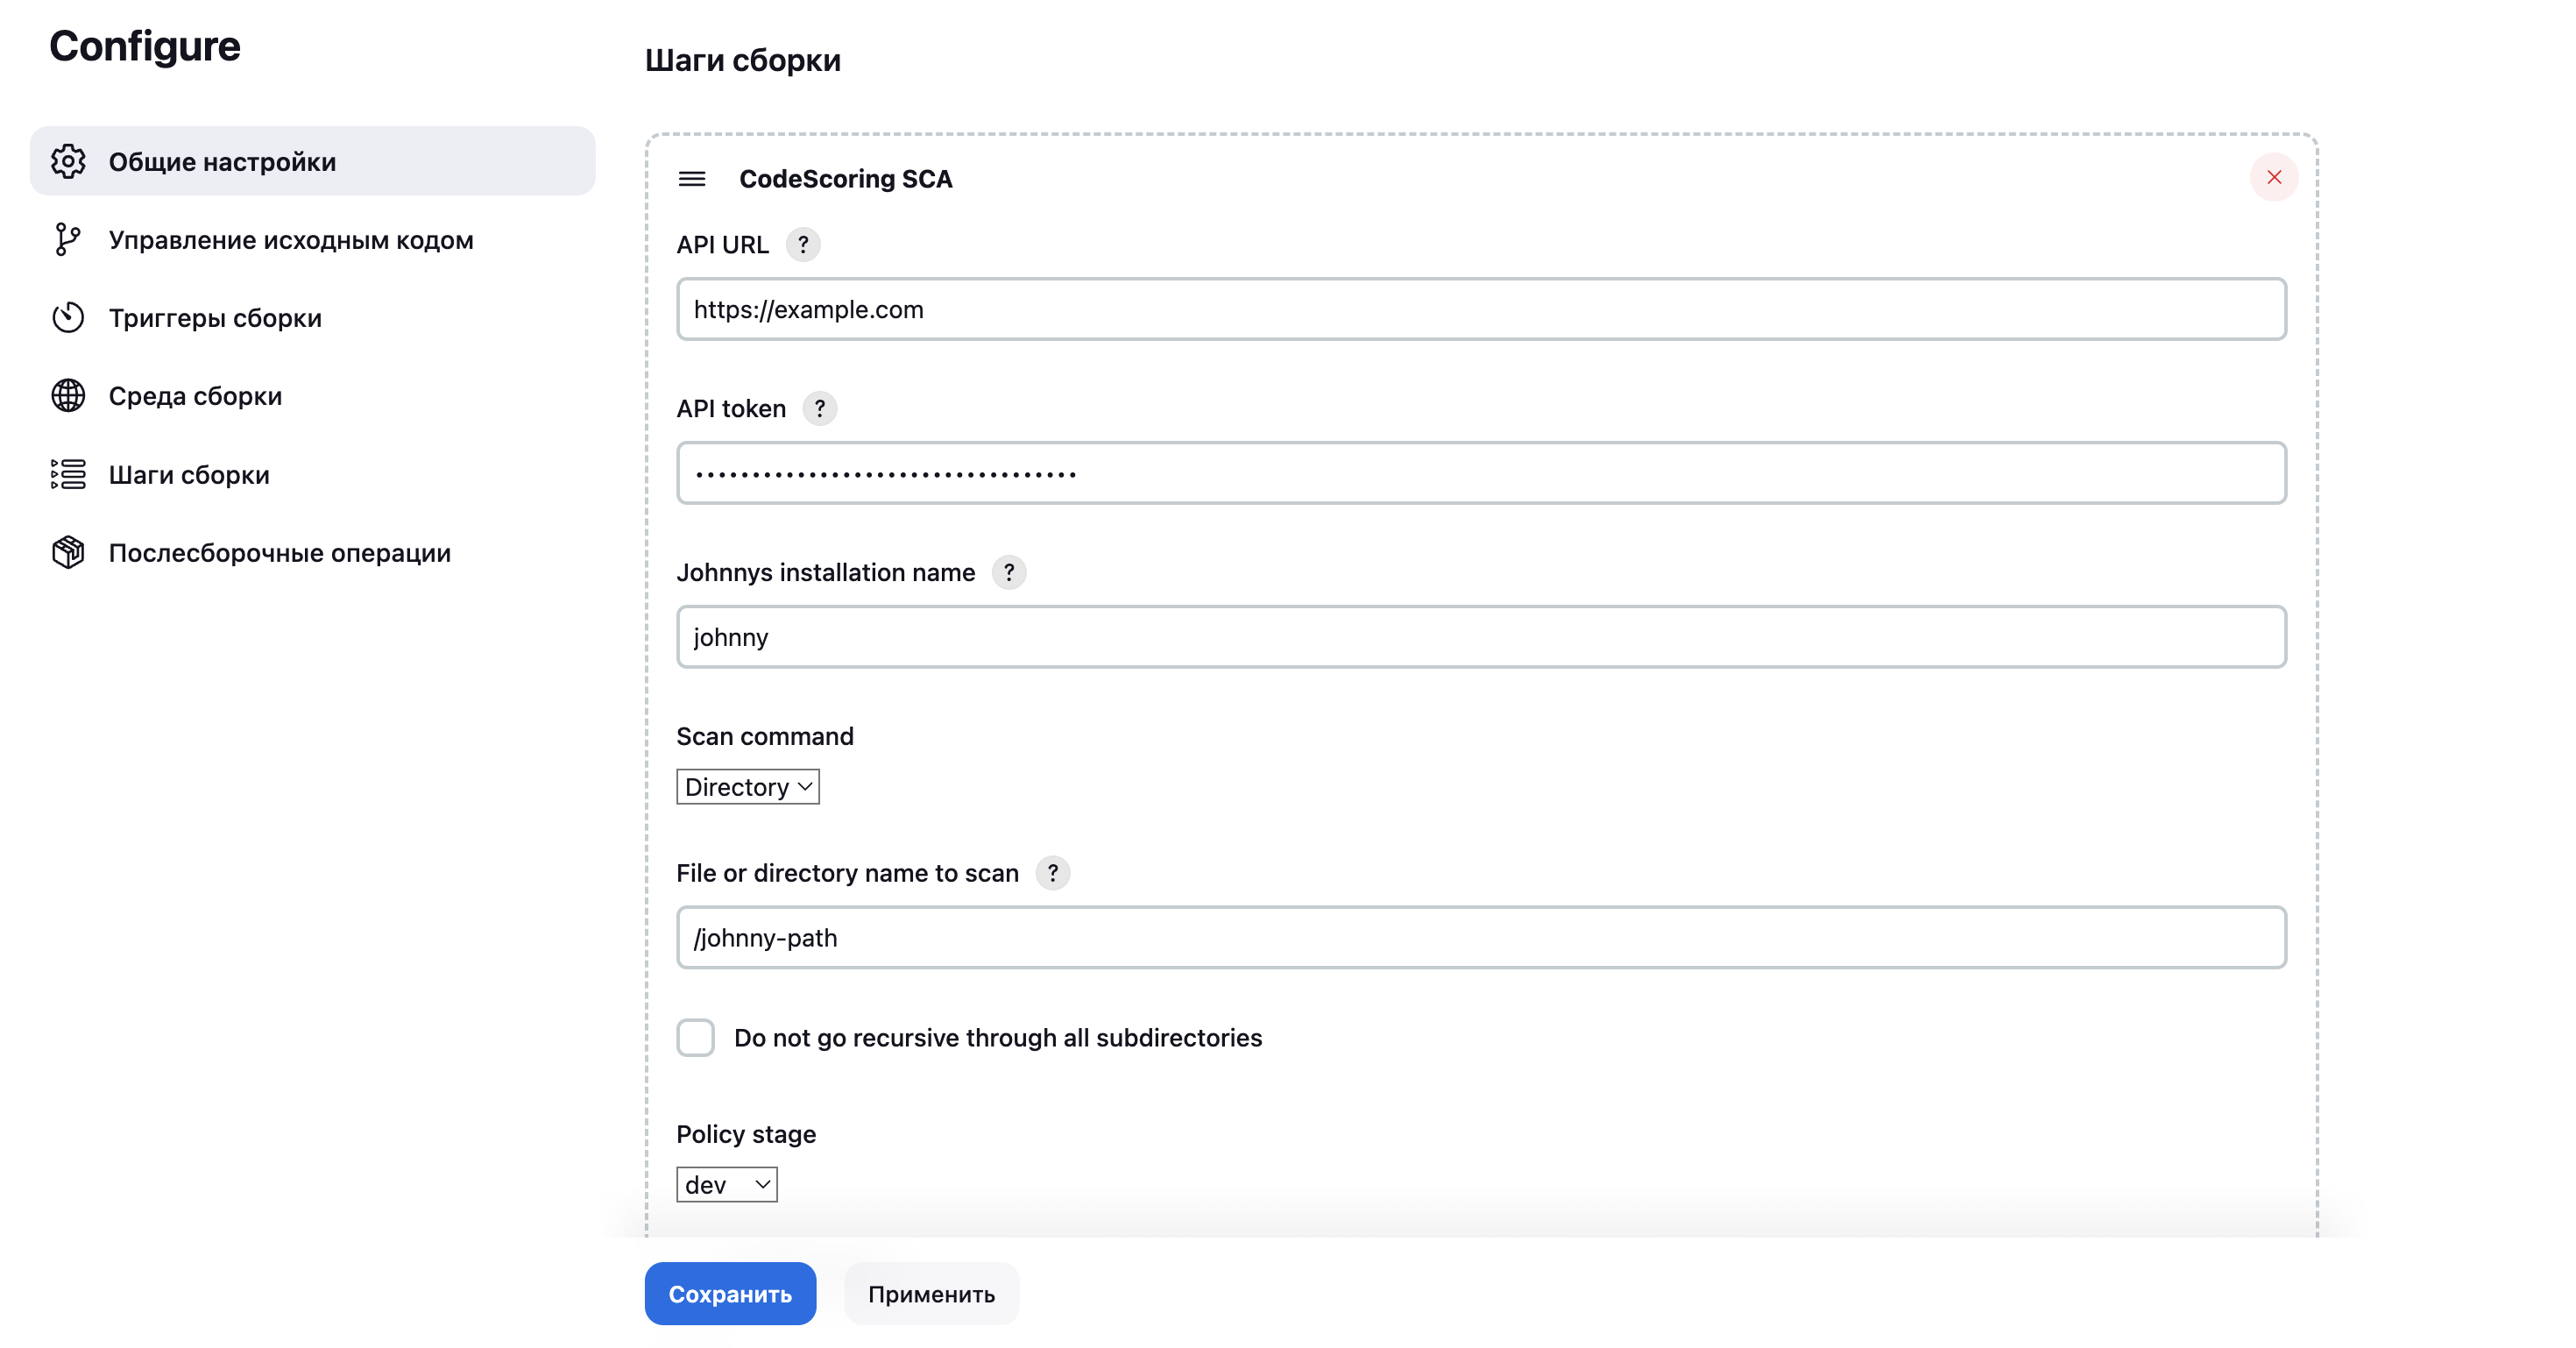 Configure
Общие настройки
Управление исходным кодом
Триггеры сборки
Среда сборки
Шаги сборки
Послесборочные операции
Шаги сборки
CodeScoring SCA
API URL ?
https://example.com
API token ?
••••••••••••••••••••••••••••••••••
Johnnys installation name ?
johnny
Scan command
Directory
File or directory name to scan ?
/johnny-path
Do not go recursive through all subdirectories
Policy stage
dev
Сохранить Применить